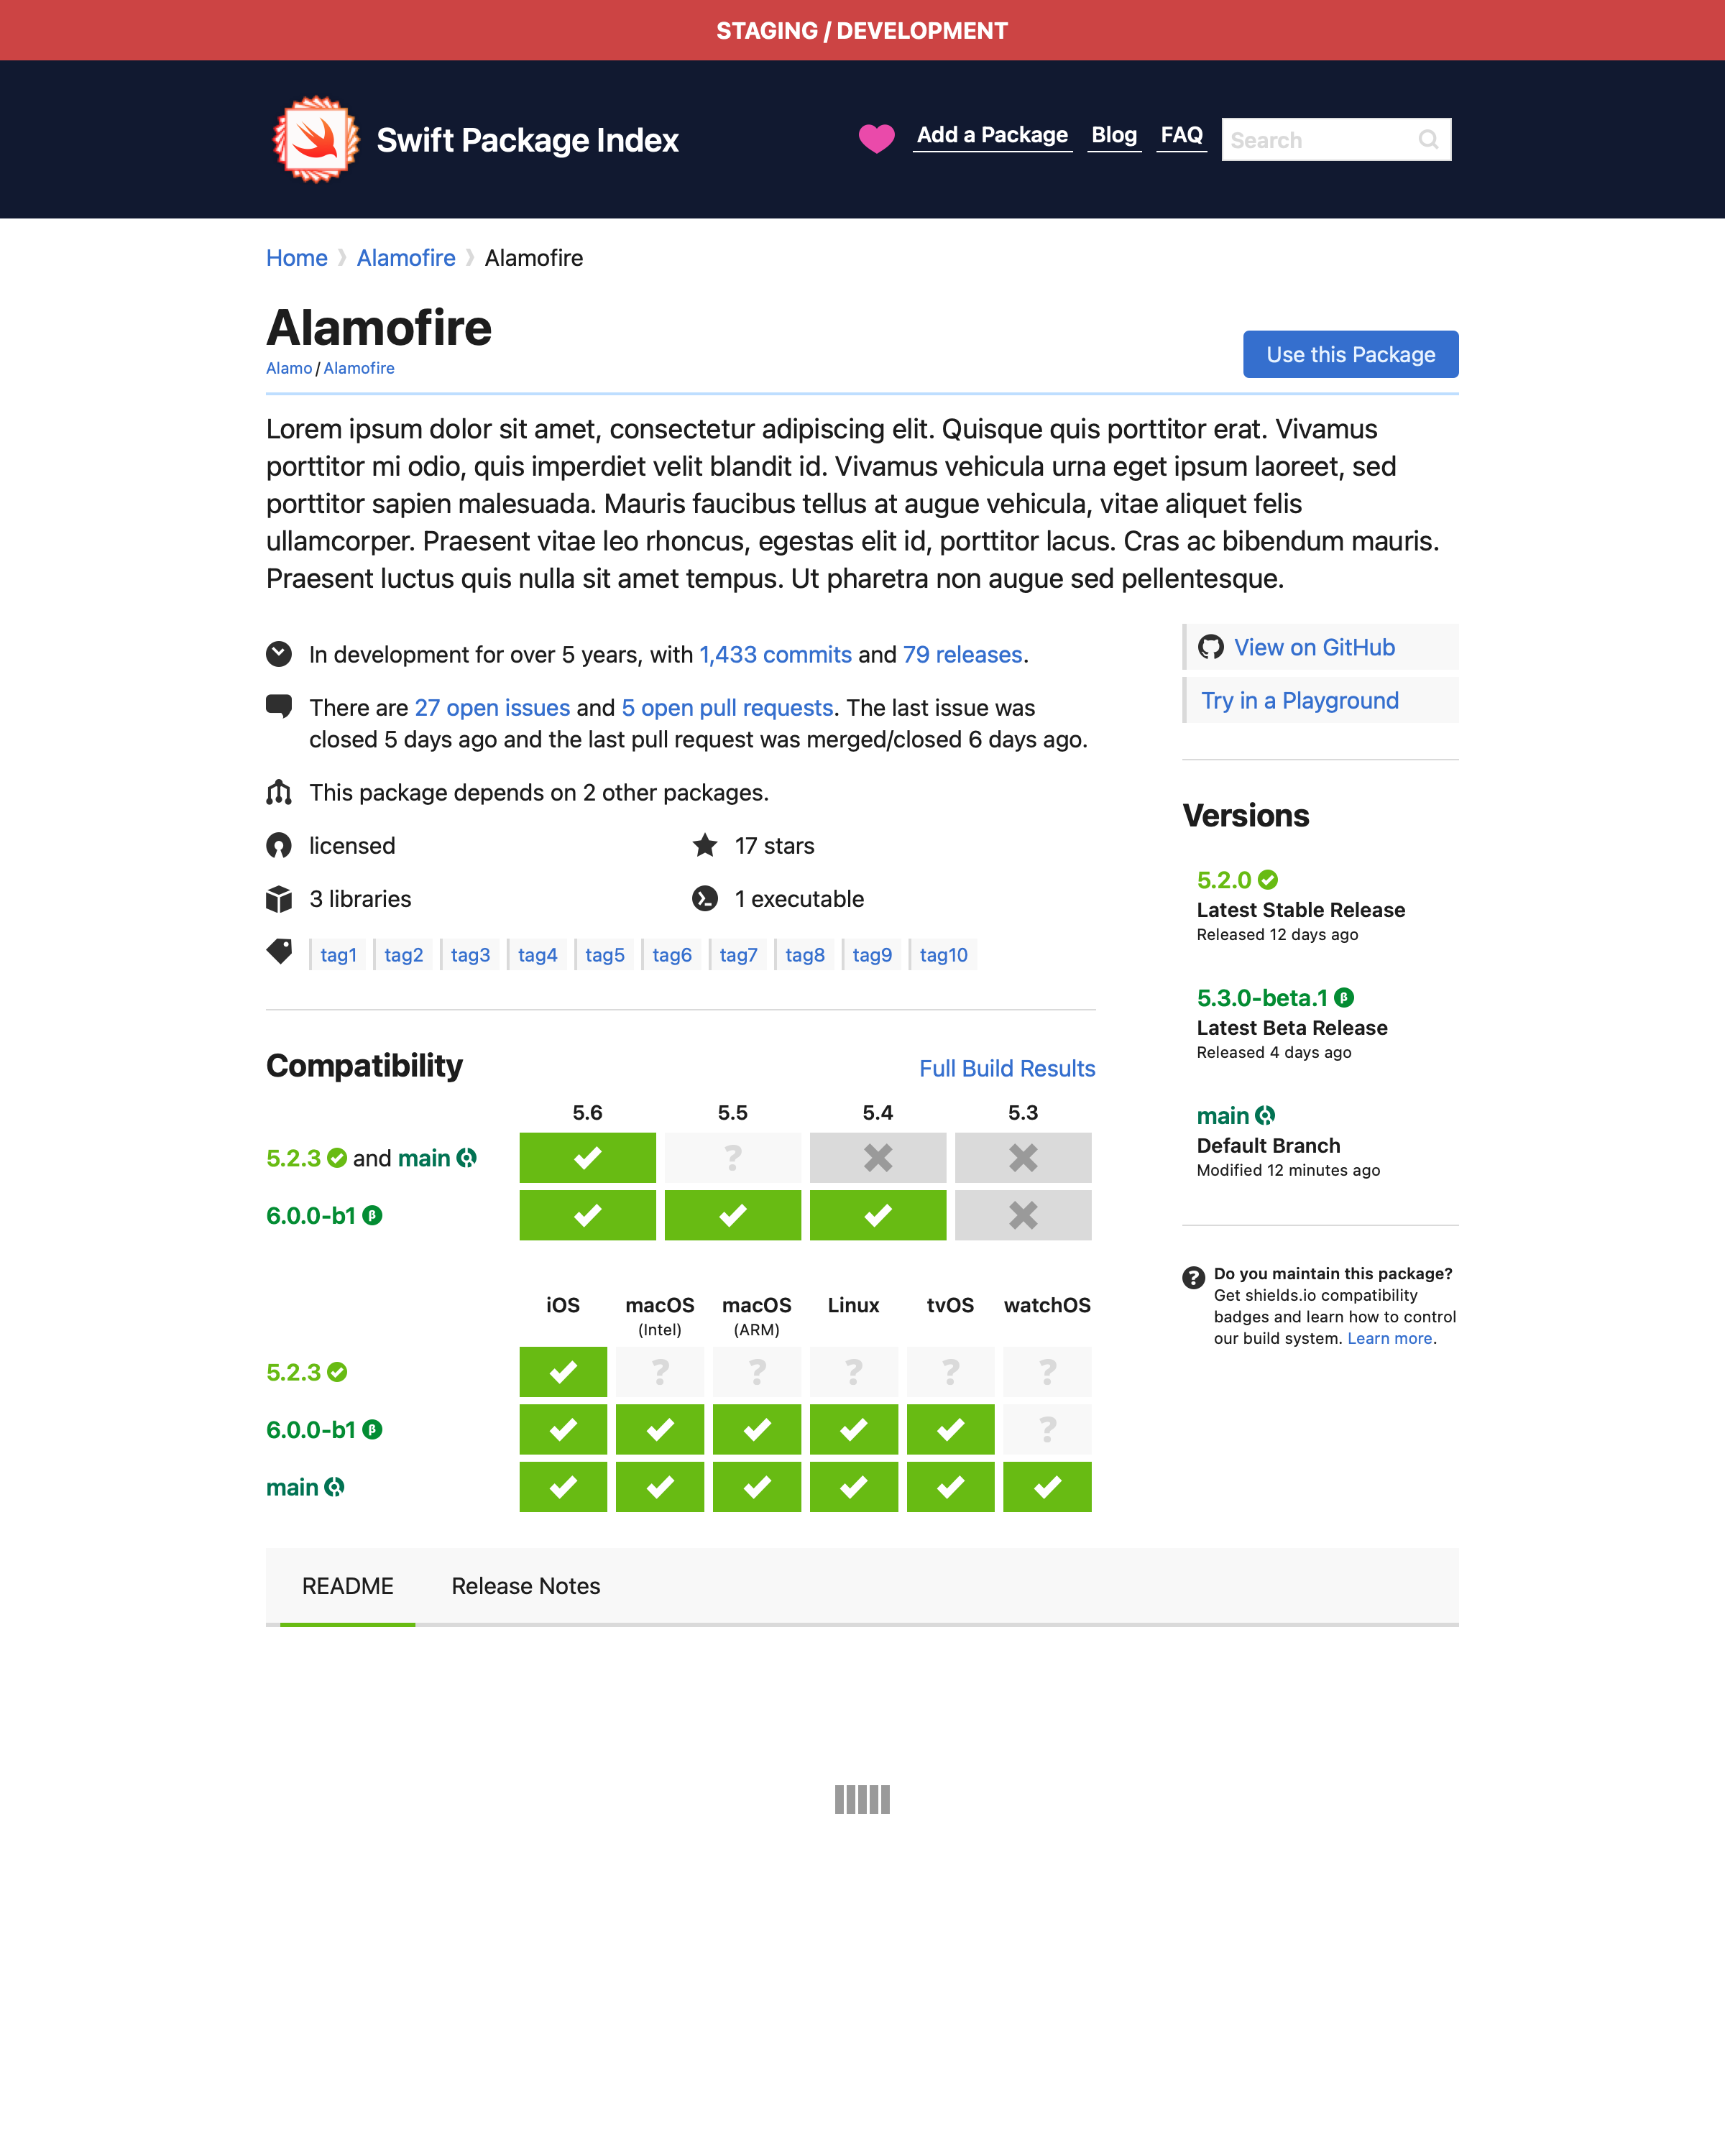 STAGING / DEVELOPMENT
Swift Package Index
Add a Package Blog FAQ Search
Home Alamofire Alamofire
Alamofire
Alamo / Alamofire
Use this Package
Lorem ipsum dolor sit amet, consectetur adipiscing elit. Quisque quis porttitor erat. Vivamus
porttitor mi odio, quis imperdiet velit blandit id. Vivamus vehicula urna eget ipsum laoreet, sed
porttitor sapien malesuada. Mauris faucibus tellus at augue vehicula, vitae aliquet felis
ullamcorper. Praesent vitae leo rhoncus, egestas elit id, porttitor lacus. Cras ac bibendum mauris.
Praesent luctus quis nulla sit amet tempus. Ut pharetra non augue sed pellentesque.
In development for over 5 years, with 1,433 commits and 79 releases.
There are 27 open issues and 5 open pull requests. The last issue was
closed 5 days ago and the last pull request was merged/closed 6 days ago.
This package depends on 2 other packages.
licensed
17 stars
3 libraries
1 executable
tag1 tag2 tag3 tag4 tag5 tag6 tag7 tag8 tag9 tag10
Compatibility
Full Build Results
5.6 5.5 5.4 5.3
5.2.3 and main
?
6.0.0-b1 β
iOS macOS macOS Linux tvOS watchOS
(Intel) (ARM)
5.2.3
? ? ? ? ?
6.0.0-b1 β
?
main
View on GitHub
Try in a Playground
Versions
5.2.0
Latest Stable Release
Released 12 days ago
5.3.0-beta.1 β
Latest Beta Release
Released 4 days ago
main
Default Branch
Modified 12 minutes ago
? Do you maintain this package?
Get shields.io compatibility
badges and learn how to control
our build system. Learn more.
README Release Notes